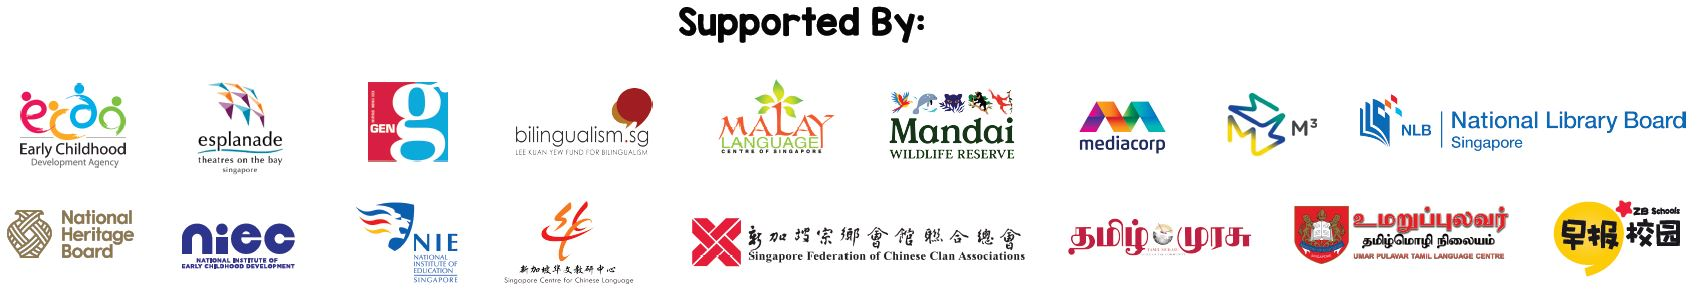 Supported By:
ecda
Early Childhood
Development Agency
esplanade
theatres on the bay
singapore
GEN
g
bilingualism.sg
LEE KUAN YEW FUND FOR BILINGUALISM
MALAY
LANGUAGE
CENTRE OF SINGAPORE
Mandai
WILDLIFE RESERVE
mediacorp
M³
NLB
National Library Board
Singapore
National
Heritage
Board
niec
NATIONAL INSTITUTE OF
EARLY CHILDHOOD DEVELOPMENT
NIE
NATIONAL
INSTITUTE OF
EDUCATION
SINGAPORE
华
新加坡华文教研中心
Singapore Centre for Chinese Language
新加坡宗鄉會館聯合總會
Singapore Federation of Chinese Clan Associations
தமிழ் முரசு
உமறுப்புலவர்
தமிழ்மொழி நிலையம்
UMAR PULAVAR TAMIL LANGUAGE CENTRE
ZB Schools
早报校园